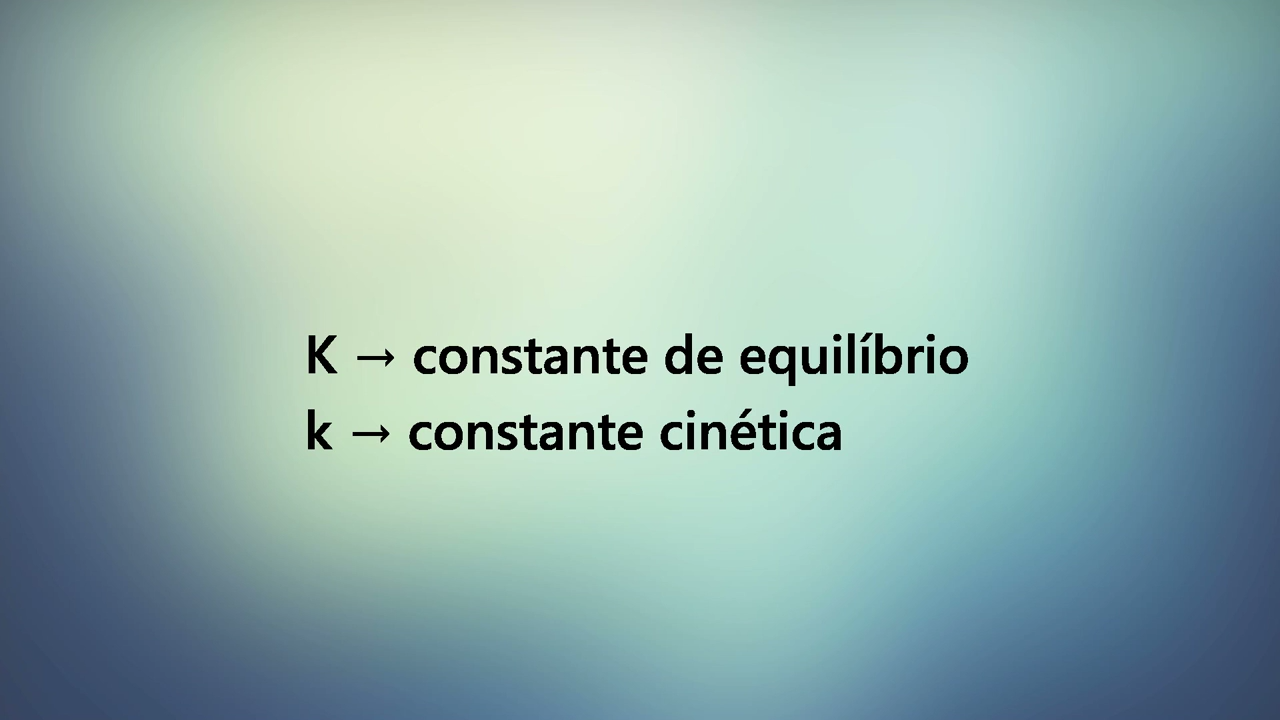 K → constante de equilíbrio
k → constante cinética